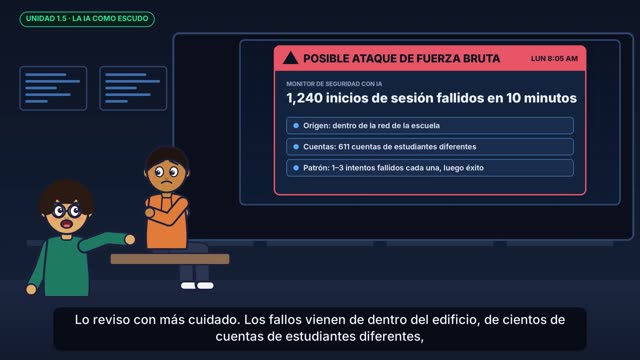 UNIDAD 1.5 · LA IA COMO ESCUDO
POSIBLE ATAQUE DE FUERZA BRUTA
LUN 8:05 AM
MONITOR DE SEGURIDAD CON IA
1,240 inicios de sesión fallidos en 10 minutos
Origen: dentro de la red de la escuela
Cuentas: 611 cuentas de estudiantes diferentes
Patrón: 1–3 intentos fallidos cada una, luego éxito
Lo reviso con más cuidado. Los fallos vienen de dentro del edificio, de cientos de
cuentas de estudiantes diferentes,